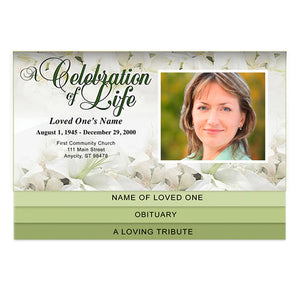 A Celebration
of Life
Loved One's Name
August 1, 1945 - December 29, 2000
First Community Church
111 Main Street
Anycity, ST 98478
NAME OF LOVED ONE
OBITUARY
A LOVING TRIBUTE